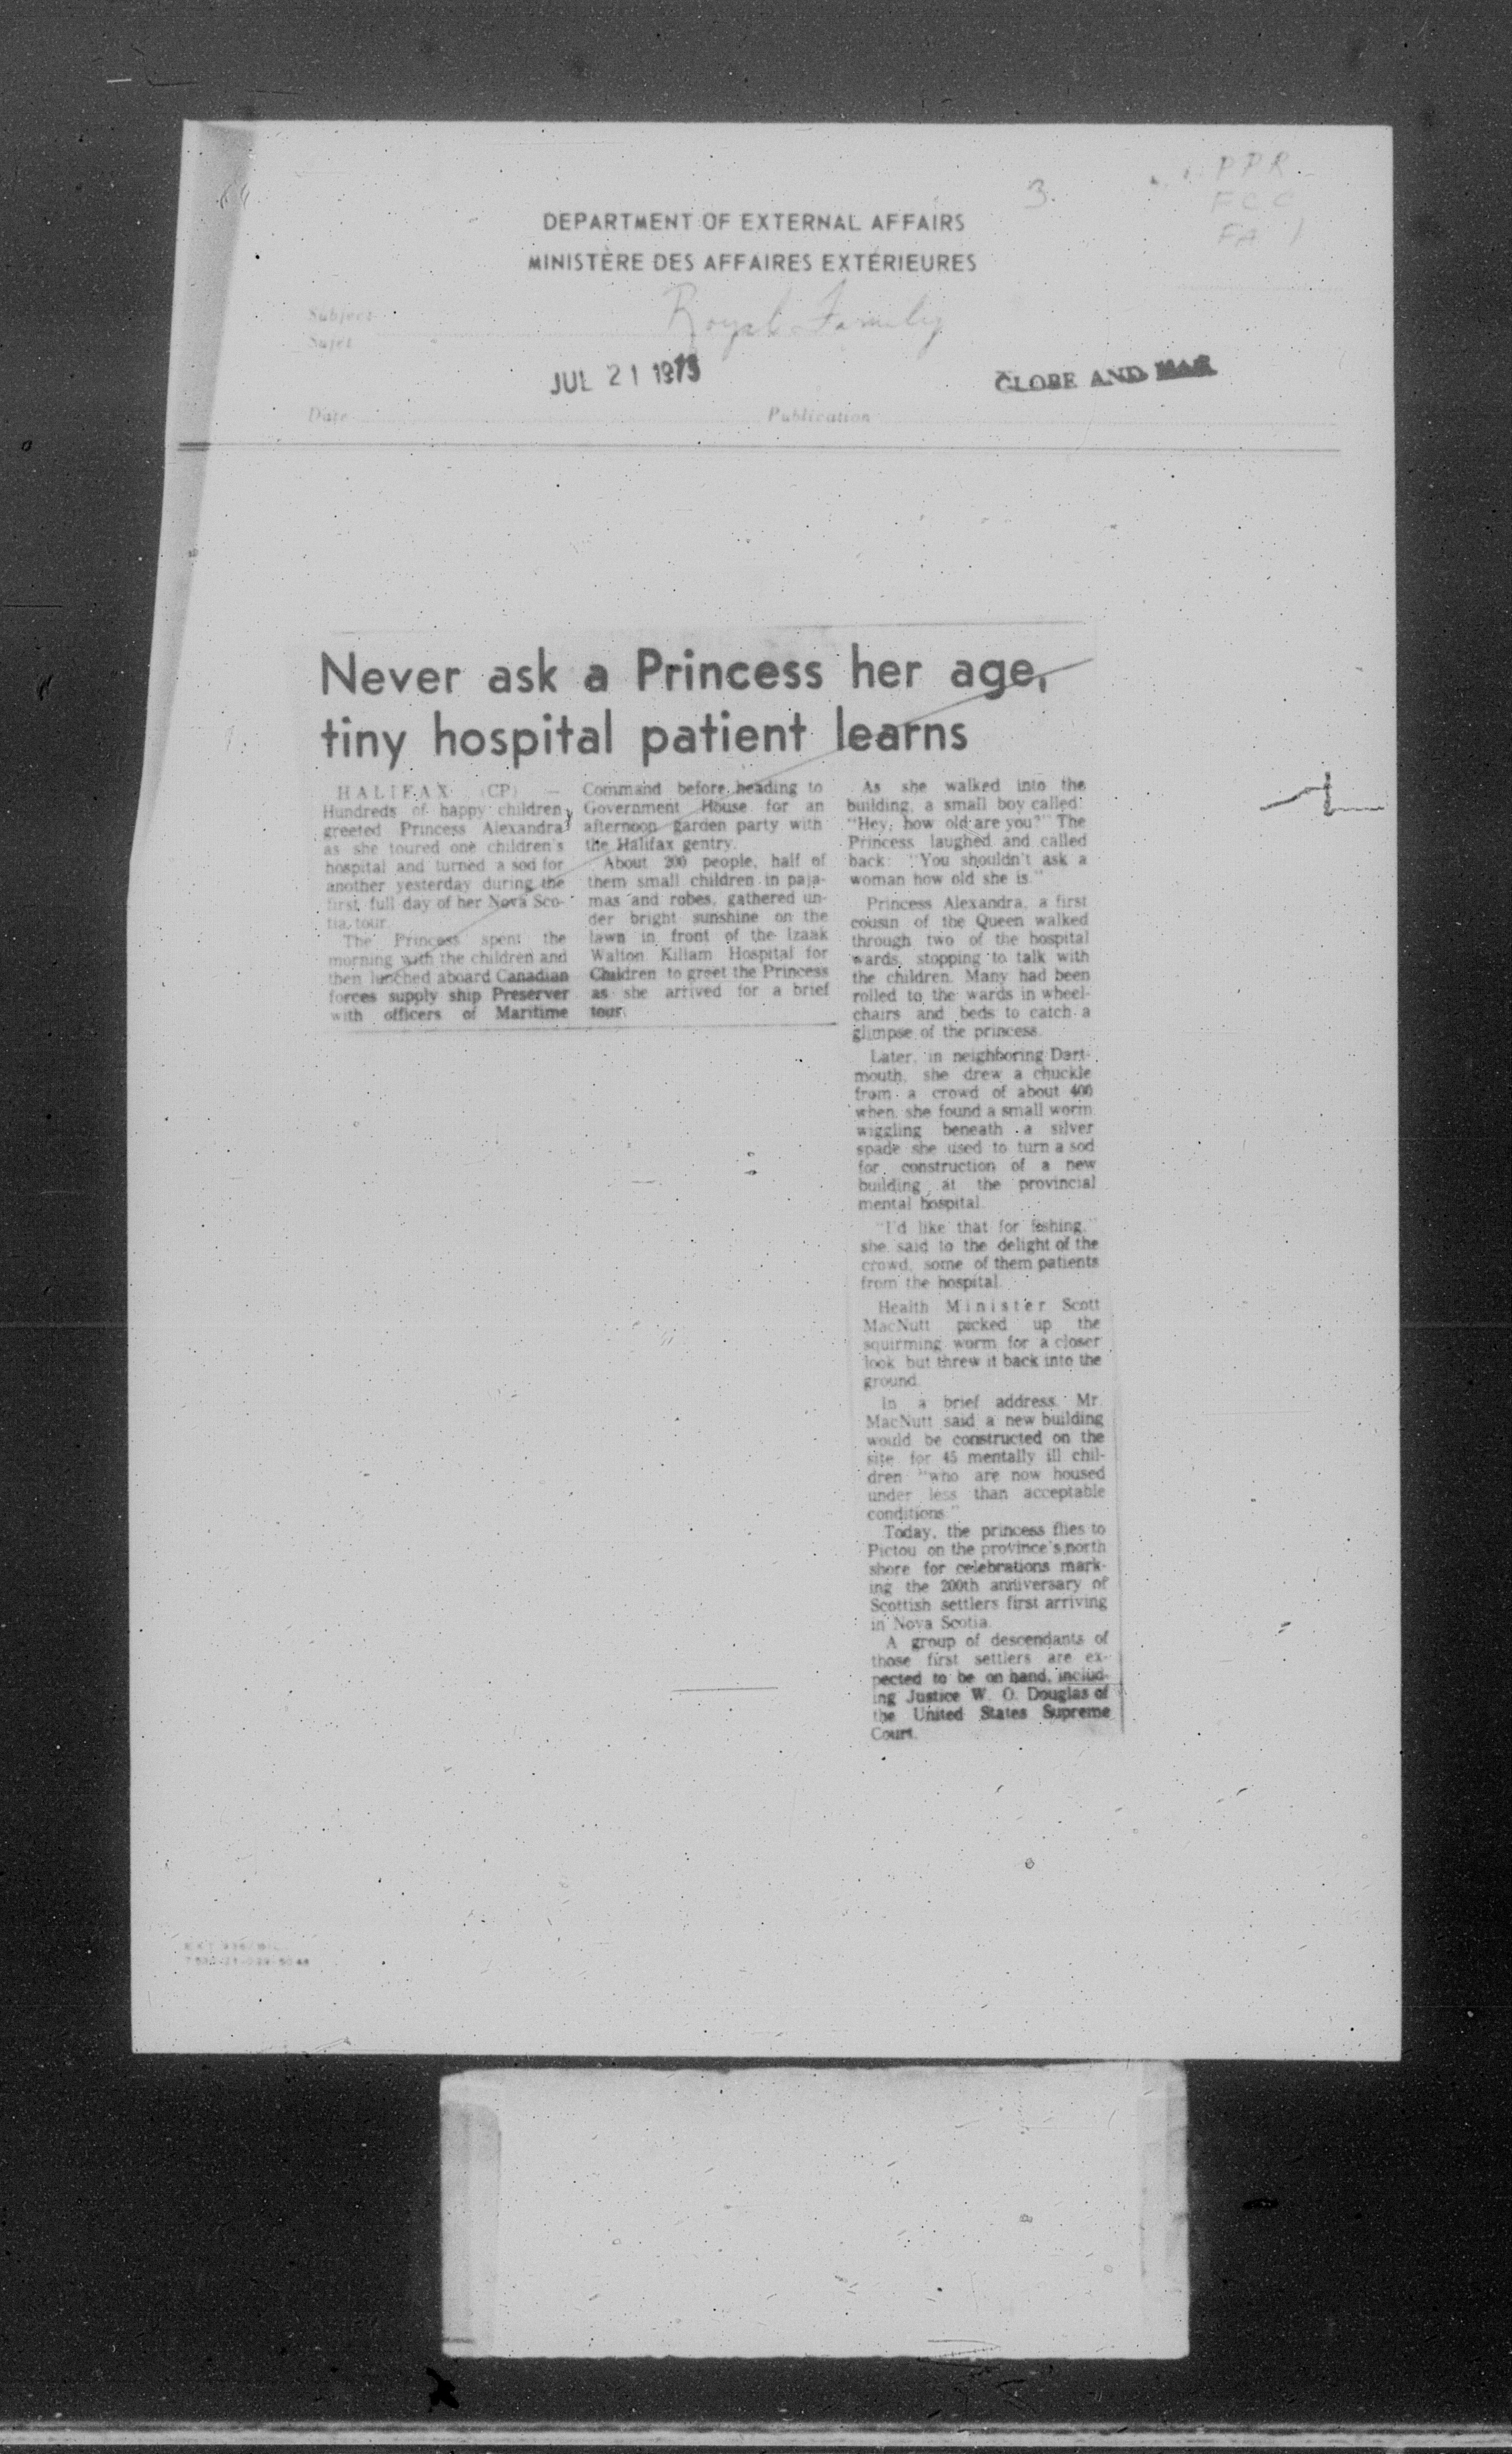 3.
PPR
FCC
FA
DEPARTMENT OF EXTERNAL AFFAIRS
MINISTÈRE DES AFFAIRES EXTÉRIEURES
Subject
Sujet
Royal Family
JUL 21 1973
GLOBE AND MAIL
Date
Publication
Never ask a Princess her age,
tiny hospital patient learns
HALIFAX (CP) —
Hundreds of happy children
greeted Princess Alexandra
as she toured one children's
hospital and turned a sod for
another yesterday during the
first full day of her Nova Sco-
tia tour.
The Princess spent the
morning with the children and
then lunched aboard Canadian
forces supply ship Preserver
with officers of Maritime
Command before heading to
Government House for an
afternoon garden party with
the Halifax gentry.
About 200 people, half of
them small children in paja-
mas and robes, gathered un-
der bright sunshine on the
lawn in front of the Izaak
Walton Killam Hospital for
Children to greet the Princess
as she arrived for a brief
tour.
As she walked into the
building, a small boy called:
"Hey, how old are you?" The
Princess laughed and called
back: "You shouldn't ask a
woman how old she is."
Princess Alexandra, a first
cousin of the Queen walked
through two of the hospital
wards, stopping to talk with
the children. Many had been
rolled to the wards in wheel-
chairs and beds to catch a
glimpse of the princess.
Later, in neighboring Dart-
mouth, she drew a chuckle
from a crowd of about 400
when she found a small worm
wiggling beneath a silver
spade she used to turn a sod
for construction of a new
building at the provincial
mental hospital.
"I'd like that for fishing,"
she said to the delight of the
crowd, some of them patients
from the hospital.
Health Minister Scott
MacNutt picked up the
squirming worm for a closer
look but threw it back into the
ground.
In a brief address, Mr.
MacNutt said a new building
would be constructed on the
site for 45 mentally ill chil-
dren "who are now housed
under less than acceptable
conditions."
Today, the princess flies to
Pictou on the province's north
shore for celebrations mark-
ing the 200th anniversary of
Scottish settlers first arriving
in Nova Scotia.
A group of descendants of
those first settlers are ex-
pected to be on hand, includ-
ing Justice W. O. Douglas of
the United States Supreme
Court.